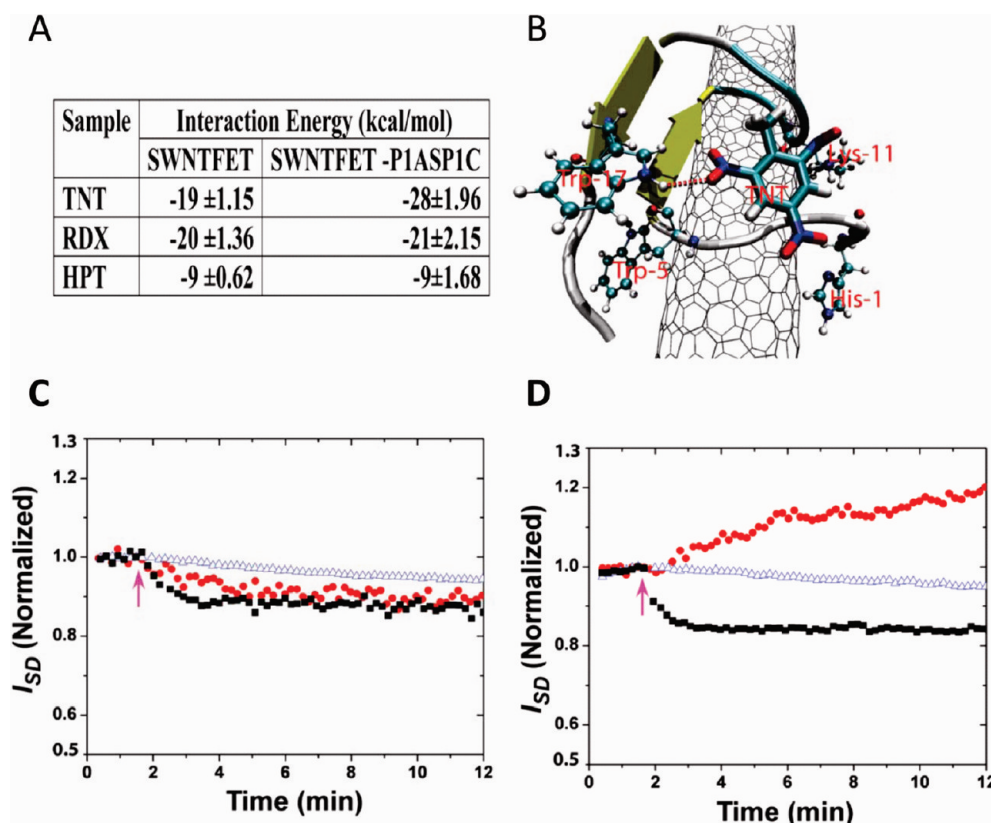 A
Sample Interaction Energy (kcal/mol)
SWNTFET SWNTFET -P1ASP1C
TNT -19 ±1.15 -28±1.96
RDX -20 ±1.36 -21±2.15
HPT -9 ±0.62 -9±1.68
B
Trp-17
Lys-11
TNT
Trp-5
His-1
C
1.3
1.2
1.0
0.8
0.6
0.5
I_SD (Normalized)
0 2 4 6 8 10 12
Time (min)
D
1.3
1.2
1.0
0.8
0.6
0.5
I_SD (Normalized)
0 2 4 6 8 10 12
Time (min)